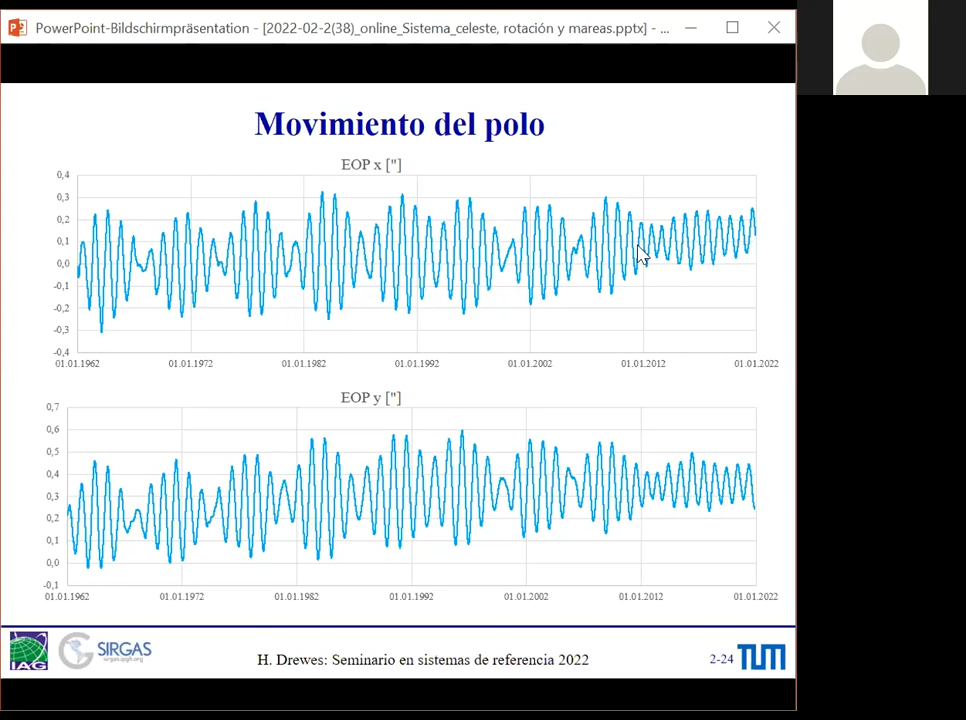 PowerPoint-Bildschirmpräsentation - [2022-02-2(38)_online_Sistema_celeste, rotación y mareas.pptx] - ...
Movimiento del polo
EOP x ["]
0,4
0,3
0,2
0,1
0,0
-0,1
-0,2
-0,3
-0,4
01.01.1962 01.01.1972 01.01.1982 01.01.1992 01.01.2002 01.01.2012 01.01.2022
EOP y ["]
0,7
0,6
0,5
0,4
0,3
0,2
0,1
0,0
-0,1
01.01.1962 01.01.1972 01.01.1982 01.01.1992 01.01.2002 01.01.2012 01.01.2022
IAG
SIRGAS
sirgas.ipgh.org
H. Drewes: Seminario en sistemas de referencia 2022
2-24
TUM